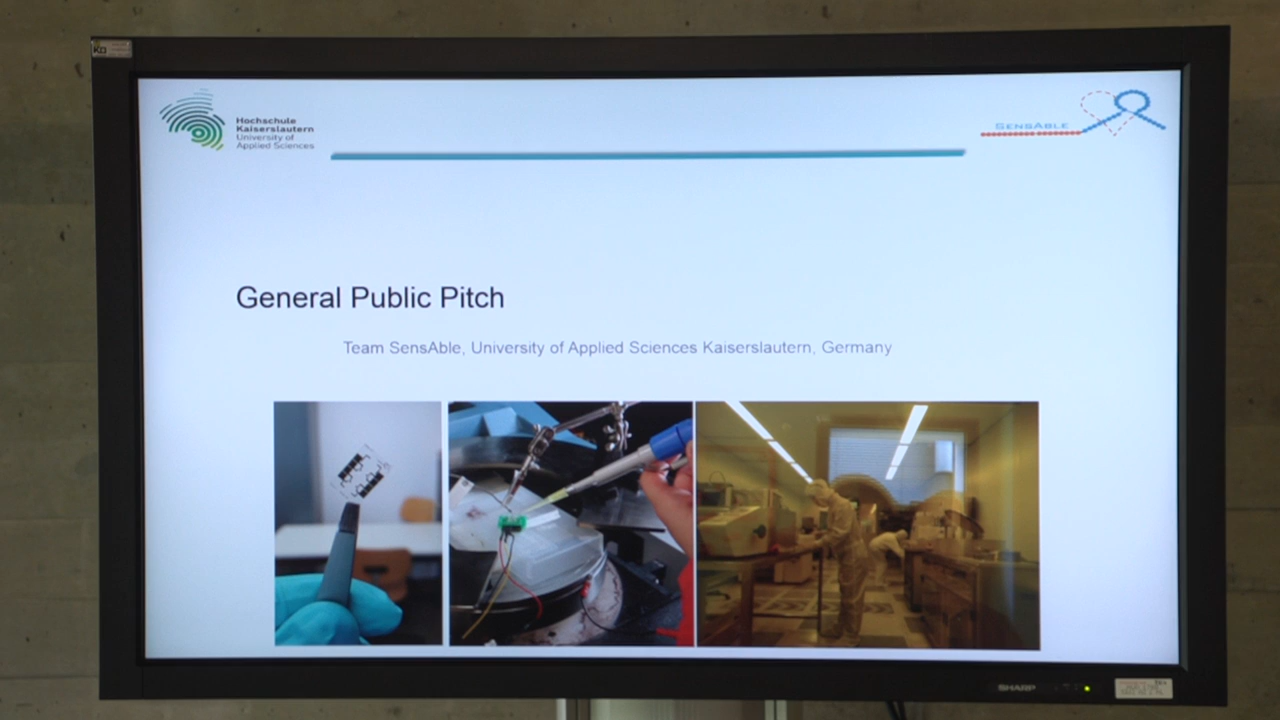 Hochschule
Kaiserslautern
University of
Applied Sciences
SENSABLE
General Public Pitch
Team SensAble, University of Applied Sciences Kaiserslautern, Germany
SHARP